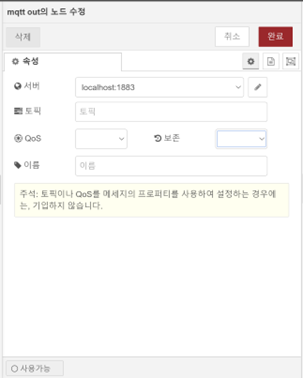 mqtt out의 노드 수정
삭제 취소 완료
속성
서버 localhost:1883
토픽 토픽
QoS 보존
이름 이름
주석: 토픽이나 QoS를 메세지의 프로퍼티를 사용하여 설정하는 경우에
는, 기입하지 않습니다.
사용가능